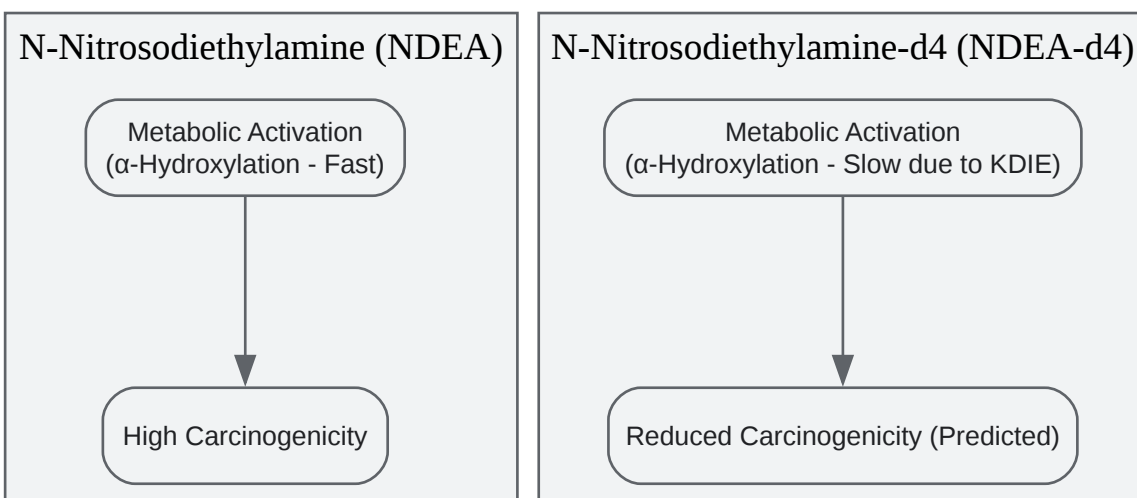 N-Nitrosodiethylamine (NDEA)
Metabolic Activation
(α-Hydroxylation - Fast)
High Carcinogenicity
N-Nitrosodiethylamine-d4 (NDEA-d4)
Metabolic Activation
(α-Hydroxylation - Slow due to KDIE)
Reduced Carcinogenicity (Predicted)